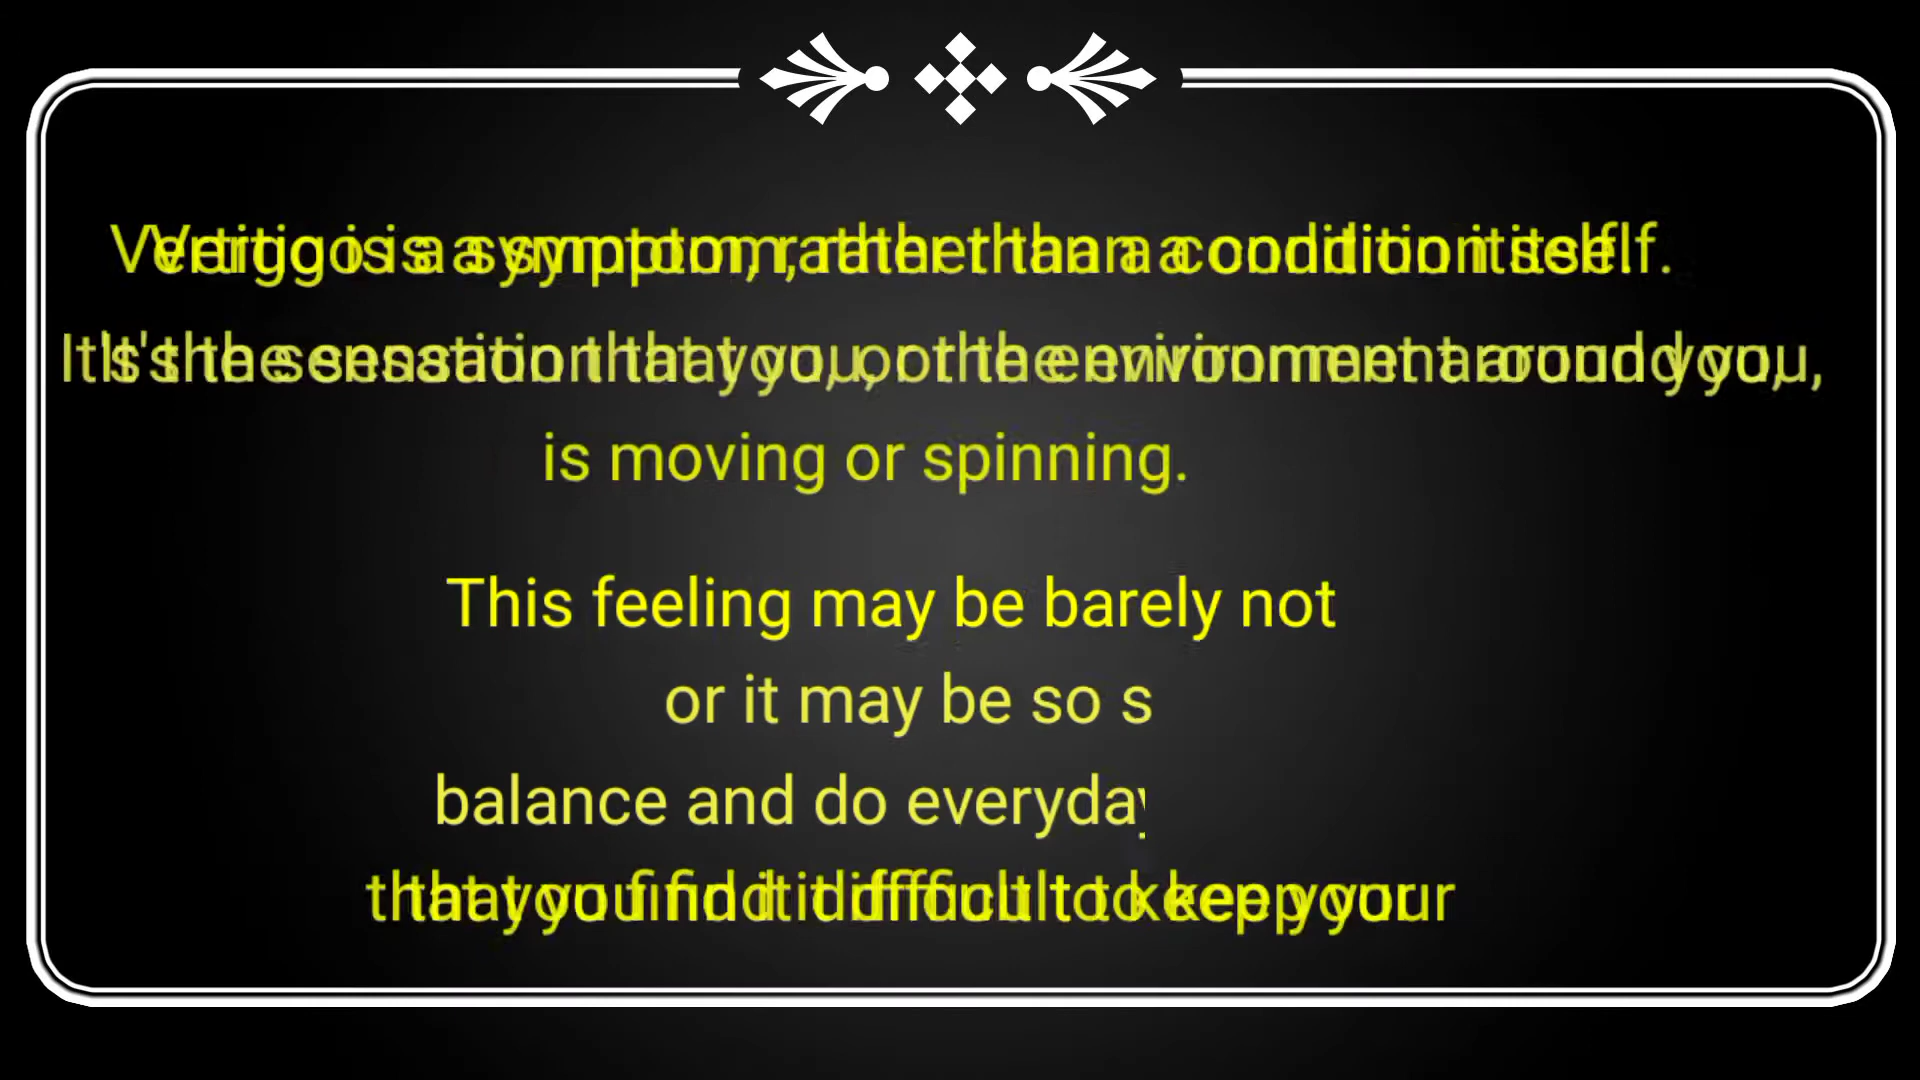 Vertigo is a symptom, rather than a condition itself.
It's the sensation that you, or the environment around you,
is moving or spinning.
This feeling may be barely not
or it may be so s
balance and do everyday
that you find it difficult to keep your